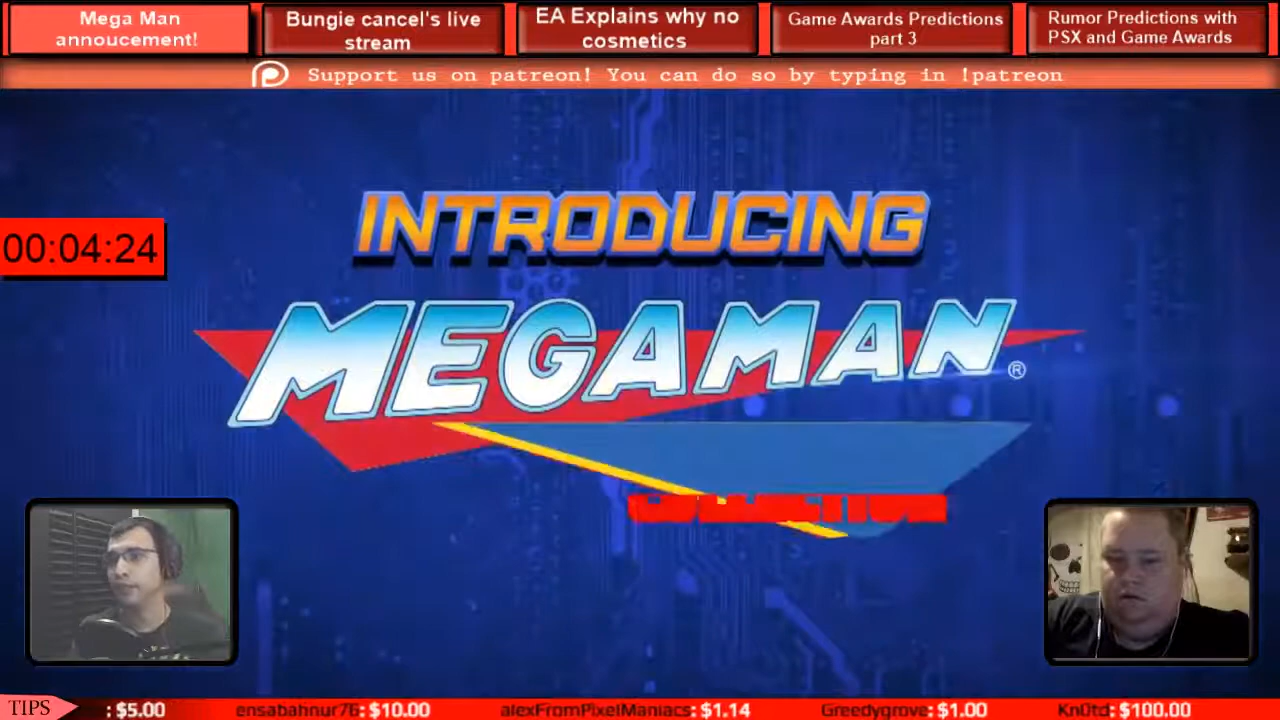 Mega Man
annoucement!
Bungie cancel's live
stream
EA Explains why no
cosmetics
Game Awards Predictions
part 3
Rumor Predictions with
PSX and Game Awards
Support us on patreon! You can do so by typing in !patreon
INTRODUCING
00:04:24
MEGAMAN®
TIPS : $5.00 ensabahnur76: $10.00 alexFromPixelManiacs: $1.14 Greedygrove: $1.00 Kn0td: $100.00